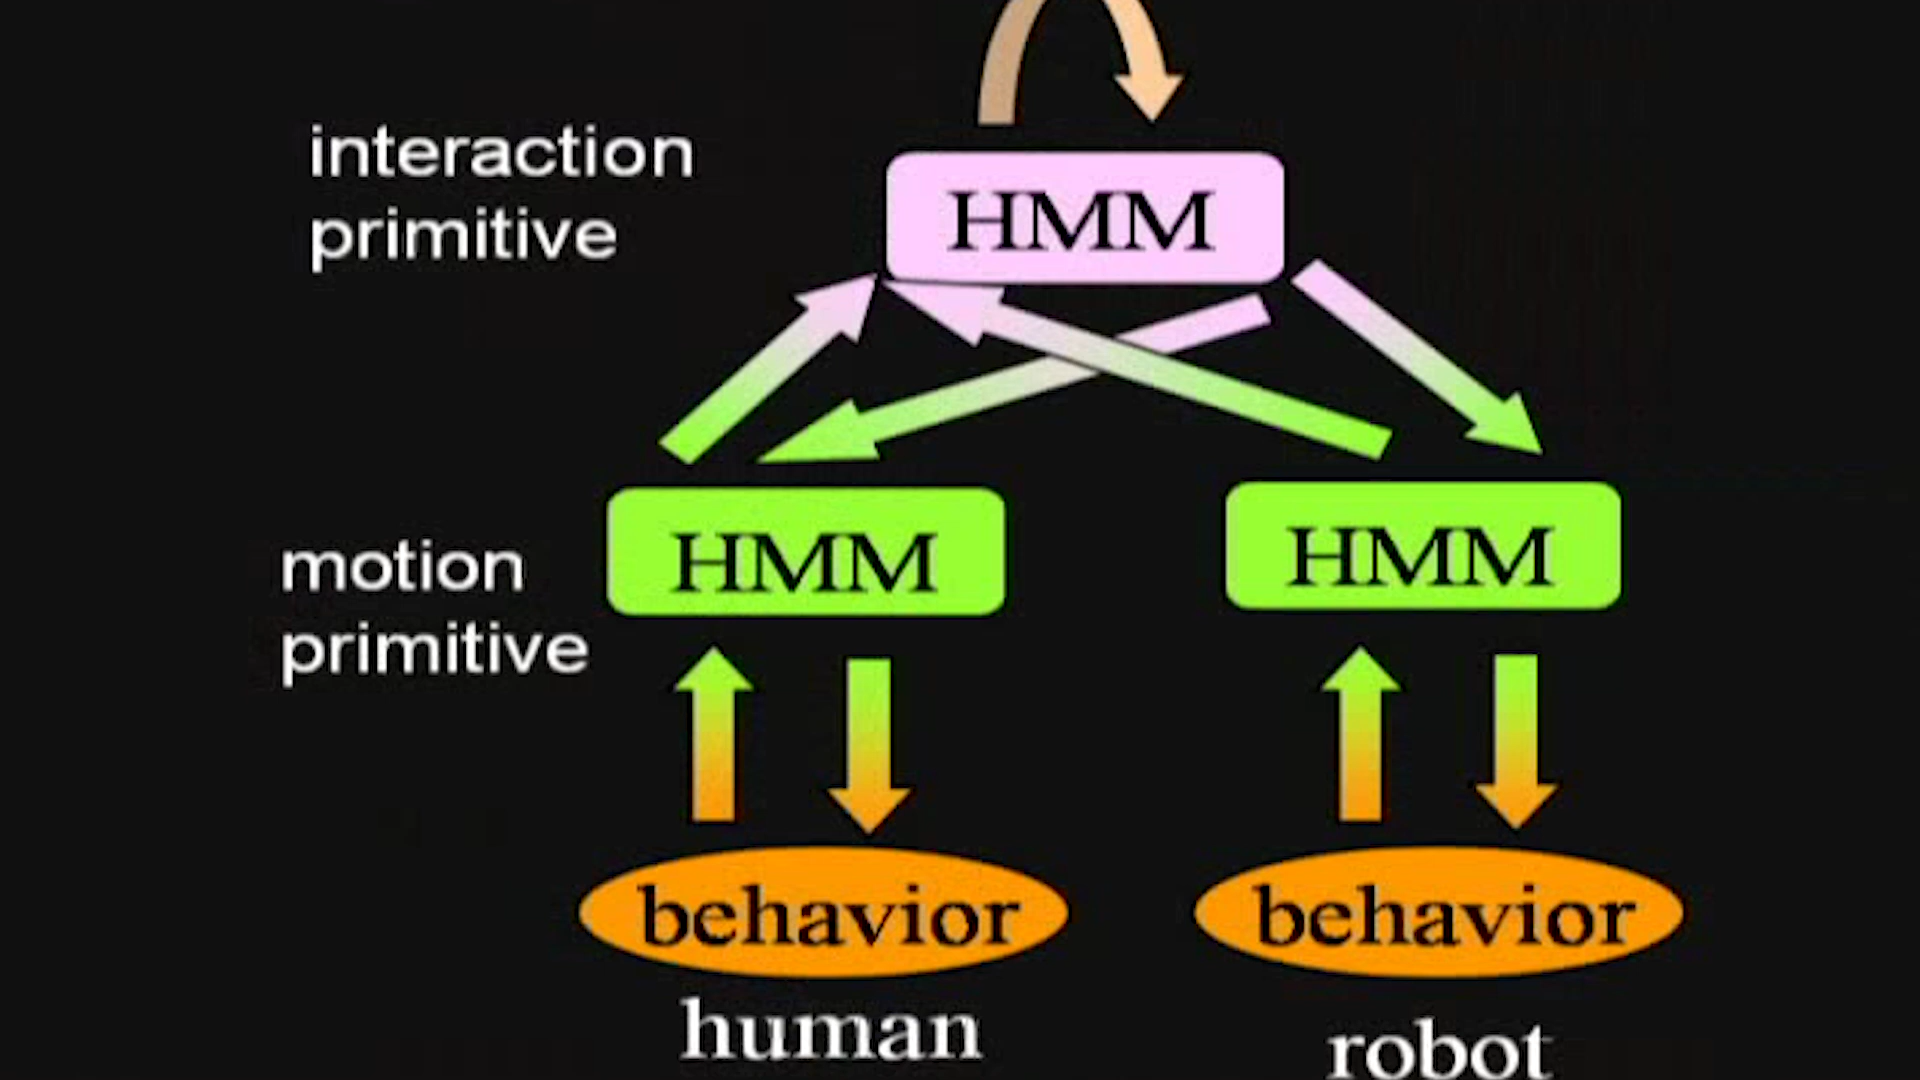 interaction
primitive
HMM
motion
primitive
HMM
HMM
behavior
behavior
human
robot